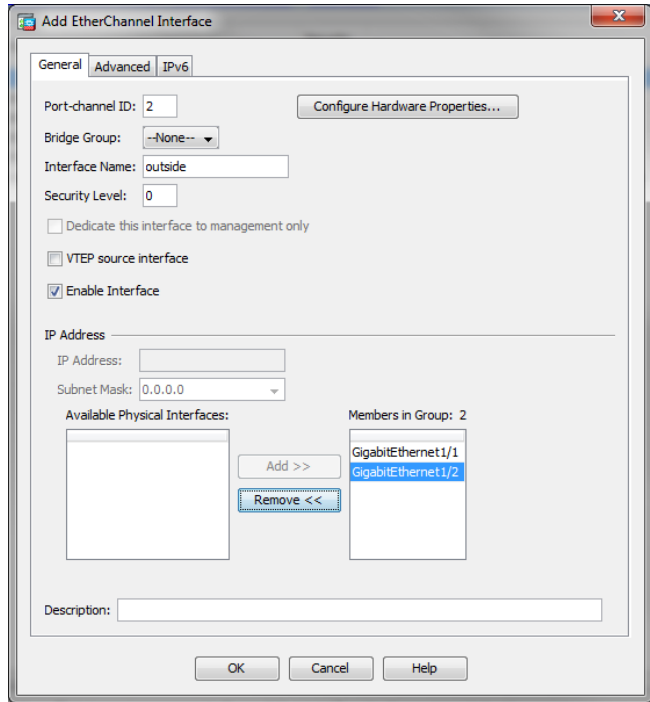 Add EtherChannel Interface
General Advanced IPv6
Port-channel ID: 2 Configure Hardware Properties...
Bridge Group: --None--
Interface Name: outside
Security Level: 0
Dedicate this interface to management only
VTEP source interface
Enable Interface
IP Address
IP Address:
Subnet Mask: 0.0.0.0
Available Physical Interfaces: Members in Group: 2
GigabitEthernet1/1
Add >> GigabitEthernet1/2
Remove <<
Description:
OK Cancel Help